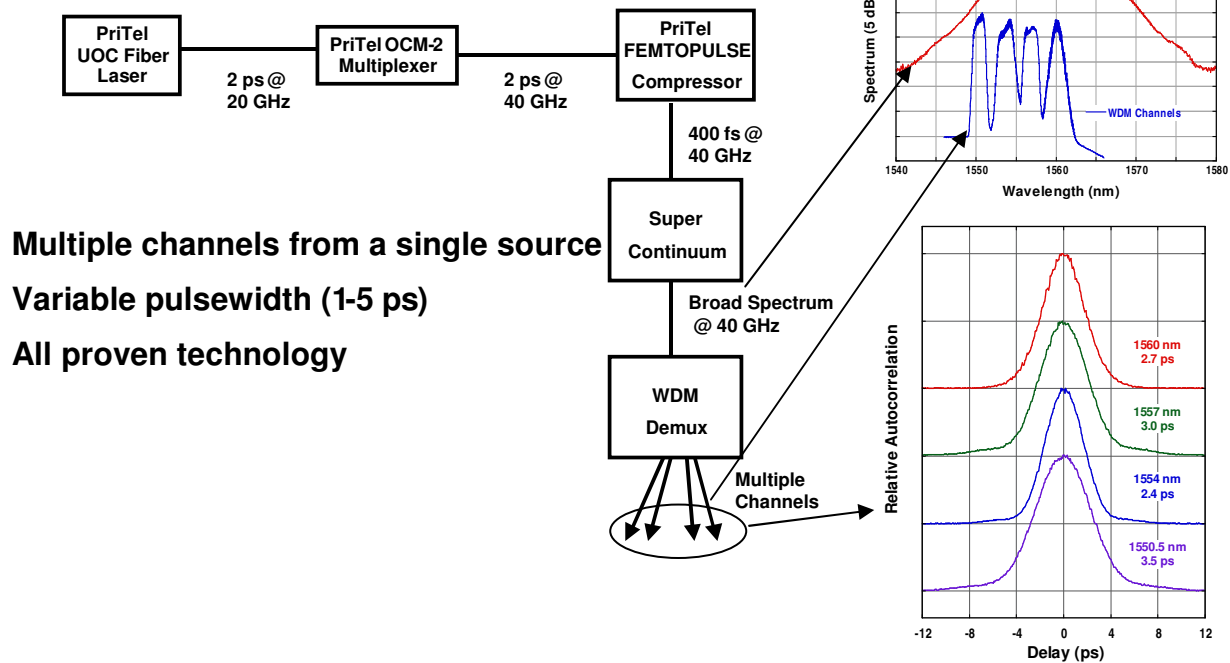 PriTel
UOC Fiber
Laser
2 ps @
20 GHz
PriTel OCM-2
Multiplexer
2 ps @
40 GHz
PriTel
FEMTOPULSE
Compressor
400 fs @
40 GHz
Super
Continuum
Broad Spectrum
@ 40 GHz
WDM
Demux
Multiple
Channels
Multiple channels from a single source
Variable pulsewidth (1-5 ps)
All proven technology
Spectrum (5 dB
WDM Channels
1540 1550 1560 1570 1580
Wavelength (nm)
Relative Autocorrelation
1560 nm
2.7 ps
1557 nm
3.0 ps
1554 nm
2.4 ps
1550.5 nm
3.5 ps
-12 -8 -4 0 4 8 12
Delay (ps)